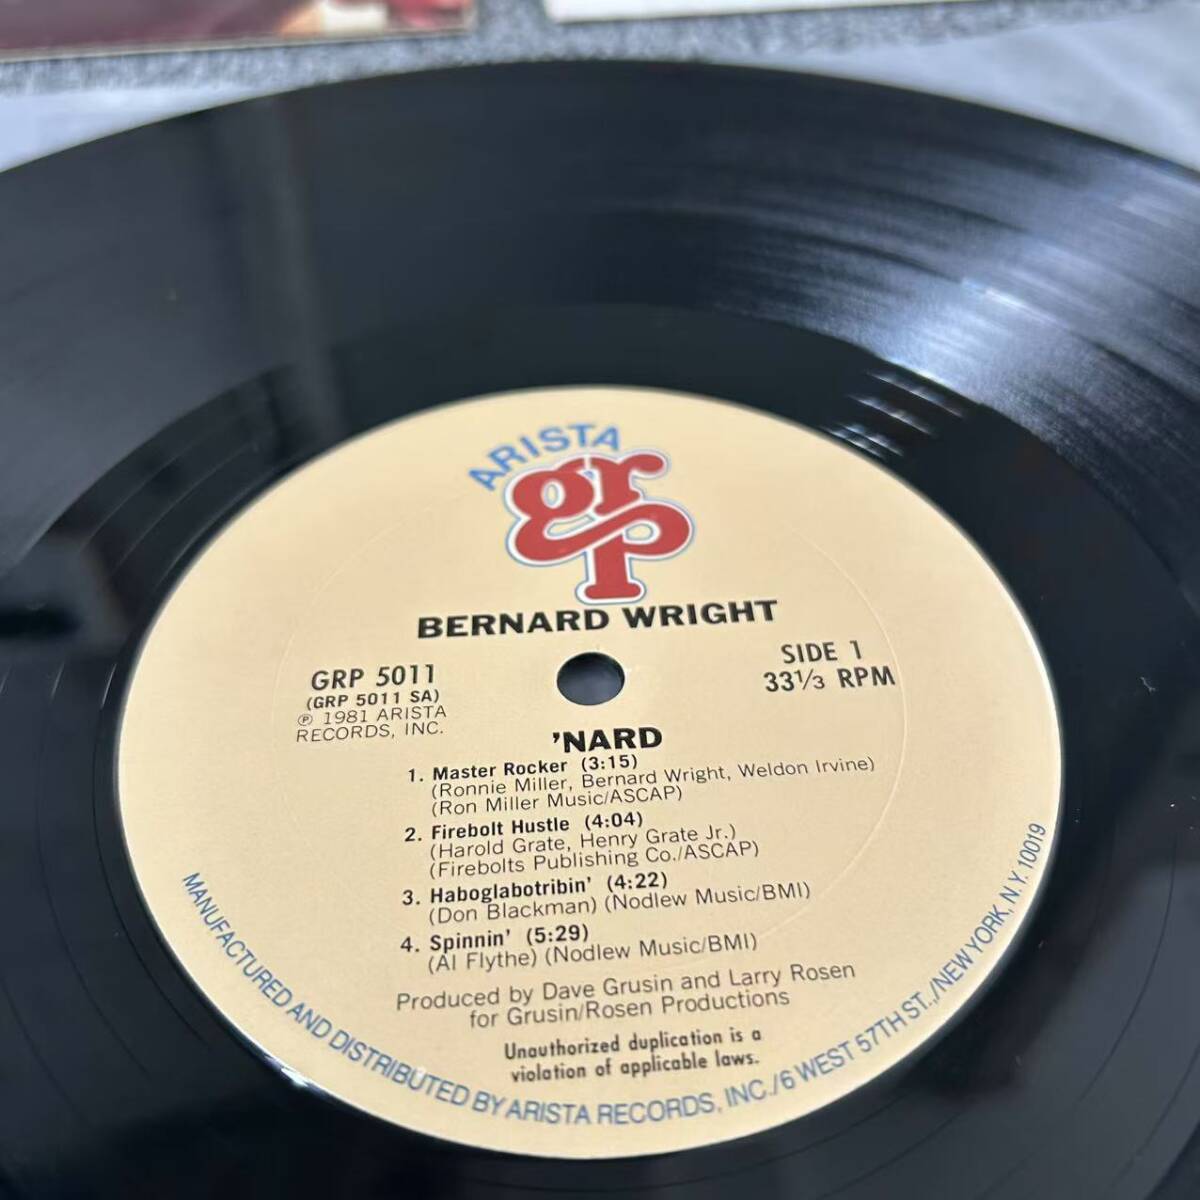 ARISTA
grp
BERNARD WRIGHT
GRP 5011
(GRP 5011 SA)
℗ 1981 ARISTA
RECORDS, INC.
SIDE 1
33 1/3 RPM
'NARD
1. Master Rocker (3:15)
(Ronnie Miller, Bernard Wright, Weldon Irvine)
(Ron Miller Music/ASCAP)
2. Firebolt Hustle (4:04)
(Harold Grate, Henry Grate Jr.)
(Firebolts Publishing Co./ASCAP)
3. Haboglabotribin' (4:22)
(Don Blackman) (Nodlew Music/BMI)
4. Spinnin' (5:29)
(Al Flythe) (Nodlew Music/BMI)
Produced by Dave Grusin and Larry Rosen
for Grusin/Rosen Productions
Unauthorized duplication is a
violation of applicable laws.
MANUFACTURED AND DISTRIBUTED BY ARISTA RECORDS, INC./6 WEST 57TH ST.,/NEW YORK, N.Y. 10019